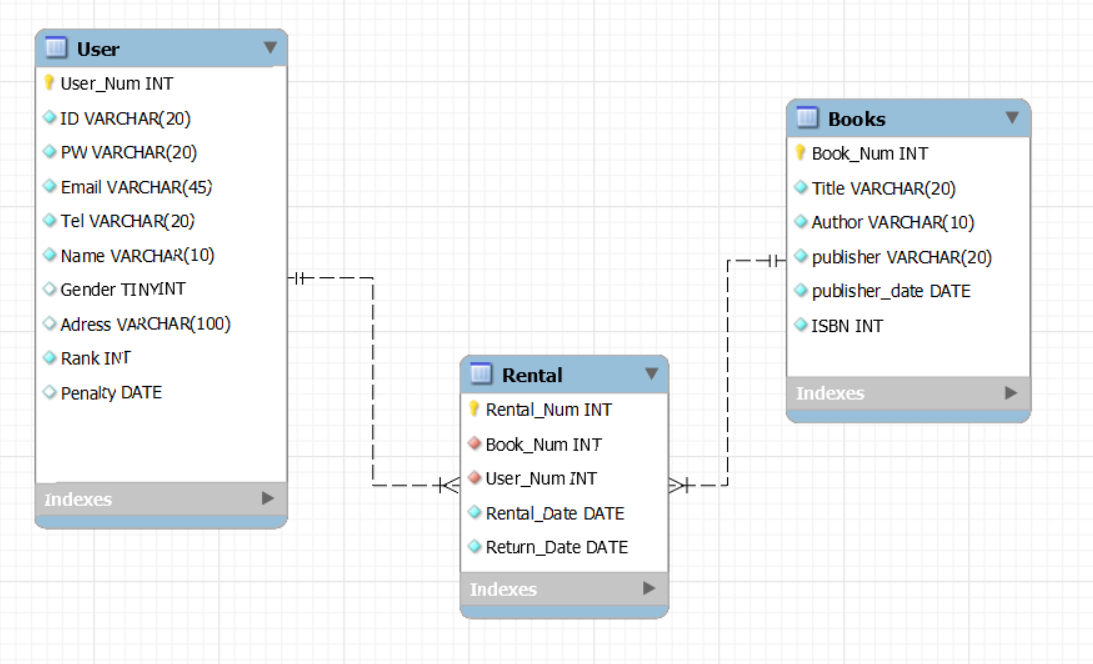 User
User_Num INT
ID VARCHAR(20)
PW VARCHAR(20)
Email VARCHAR(45)
Tel VARCHAR(20)
Name VARCHAR(10)
Gender TINYINT
Adress VARCHAR(100)
Rank INT
Penalty DATE
Indexes
Rental
Rental_Num INT
Book_Num INT
User_Num INT
Rental_Date DATE
Return_Date DATE
Indexes
Books
Book_Num INT
Title VARCHAR(20)
Author VARCHAR(10)
publisher VARCHAR(20)
publisher_date DATE
ISBN INT
Indexes